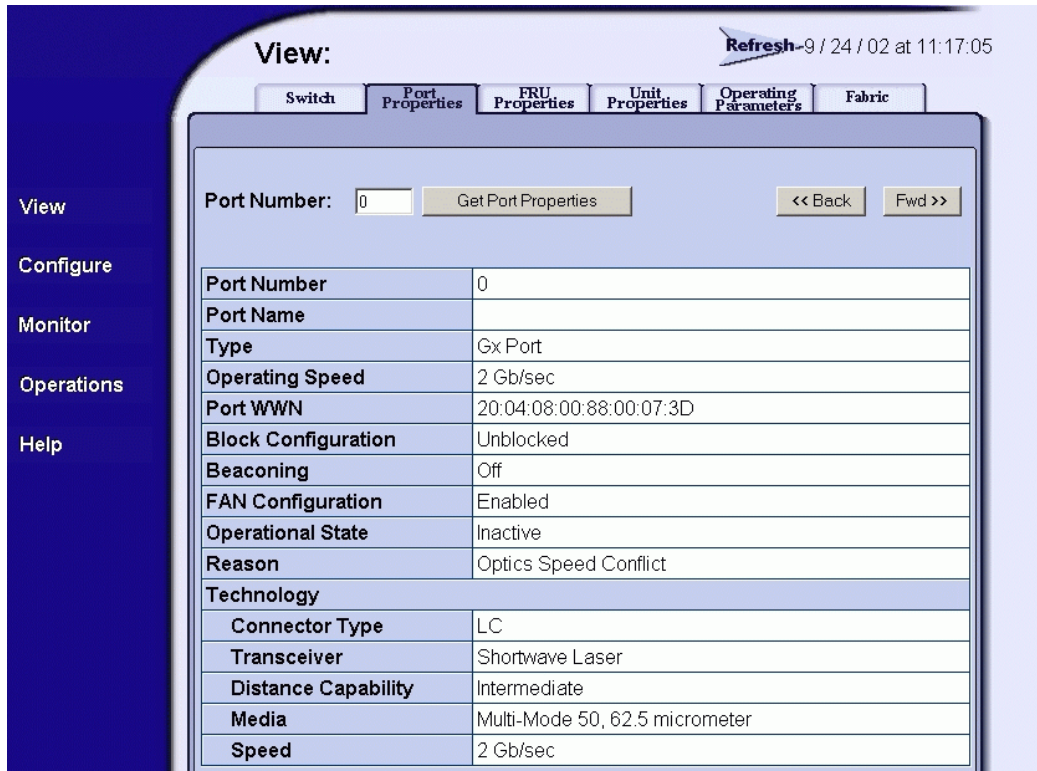 View:
Refresh-9 / 24 / 02 at 11:17:05
Switch
Port Properties
FRU Properties
Unit Properties
Operating Parameters
Fabric
View
Configure
Monitor
Operations
Help
Port Number: 0 Get Port Properties << Back Fwd >>
Port Number 0
Port Name
Type Gx Port
Operating Speed 2 Gb/sec
Port WWN 20:04:08:00:88:00:07:3D
Block Configuration Unblocked
Beaconing Off
FAN Configuration Enabled
Operational State Inactive
Reason Optics Speed Conflict
Technology
Connector Type LC
Transceiver Shortwave Laser
Distance Capability Intermediate
Media Multi-Mode 50, 62.5 micrometer
Speed 2 Gb/sec